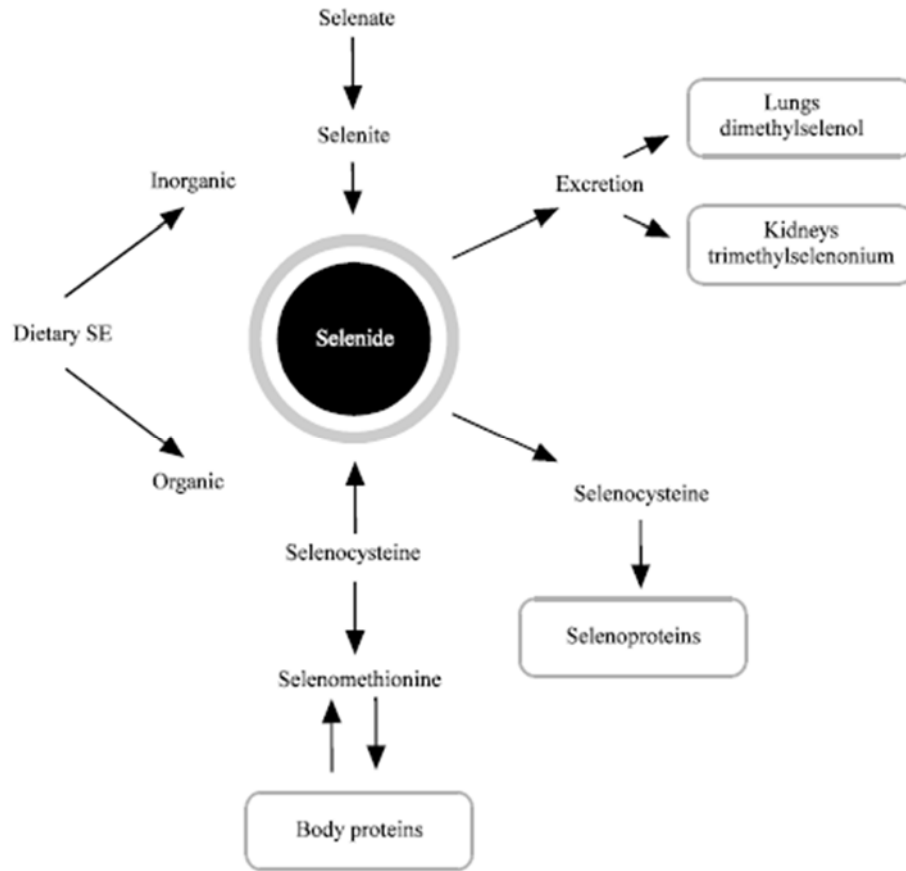 Selenate
Selenite
Inorganic
Dietary SE
Organic
Selenide
Excretion
Lungs
dimethylselenol
Kidneys
trimethylselenonium
Selenocysteine
Selenoproteins
Selenocysteine
Selenomethionine
Body proteins